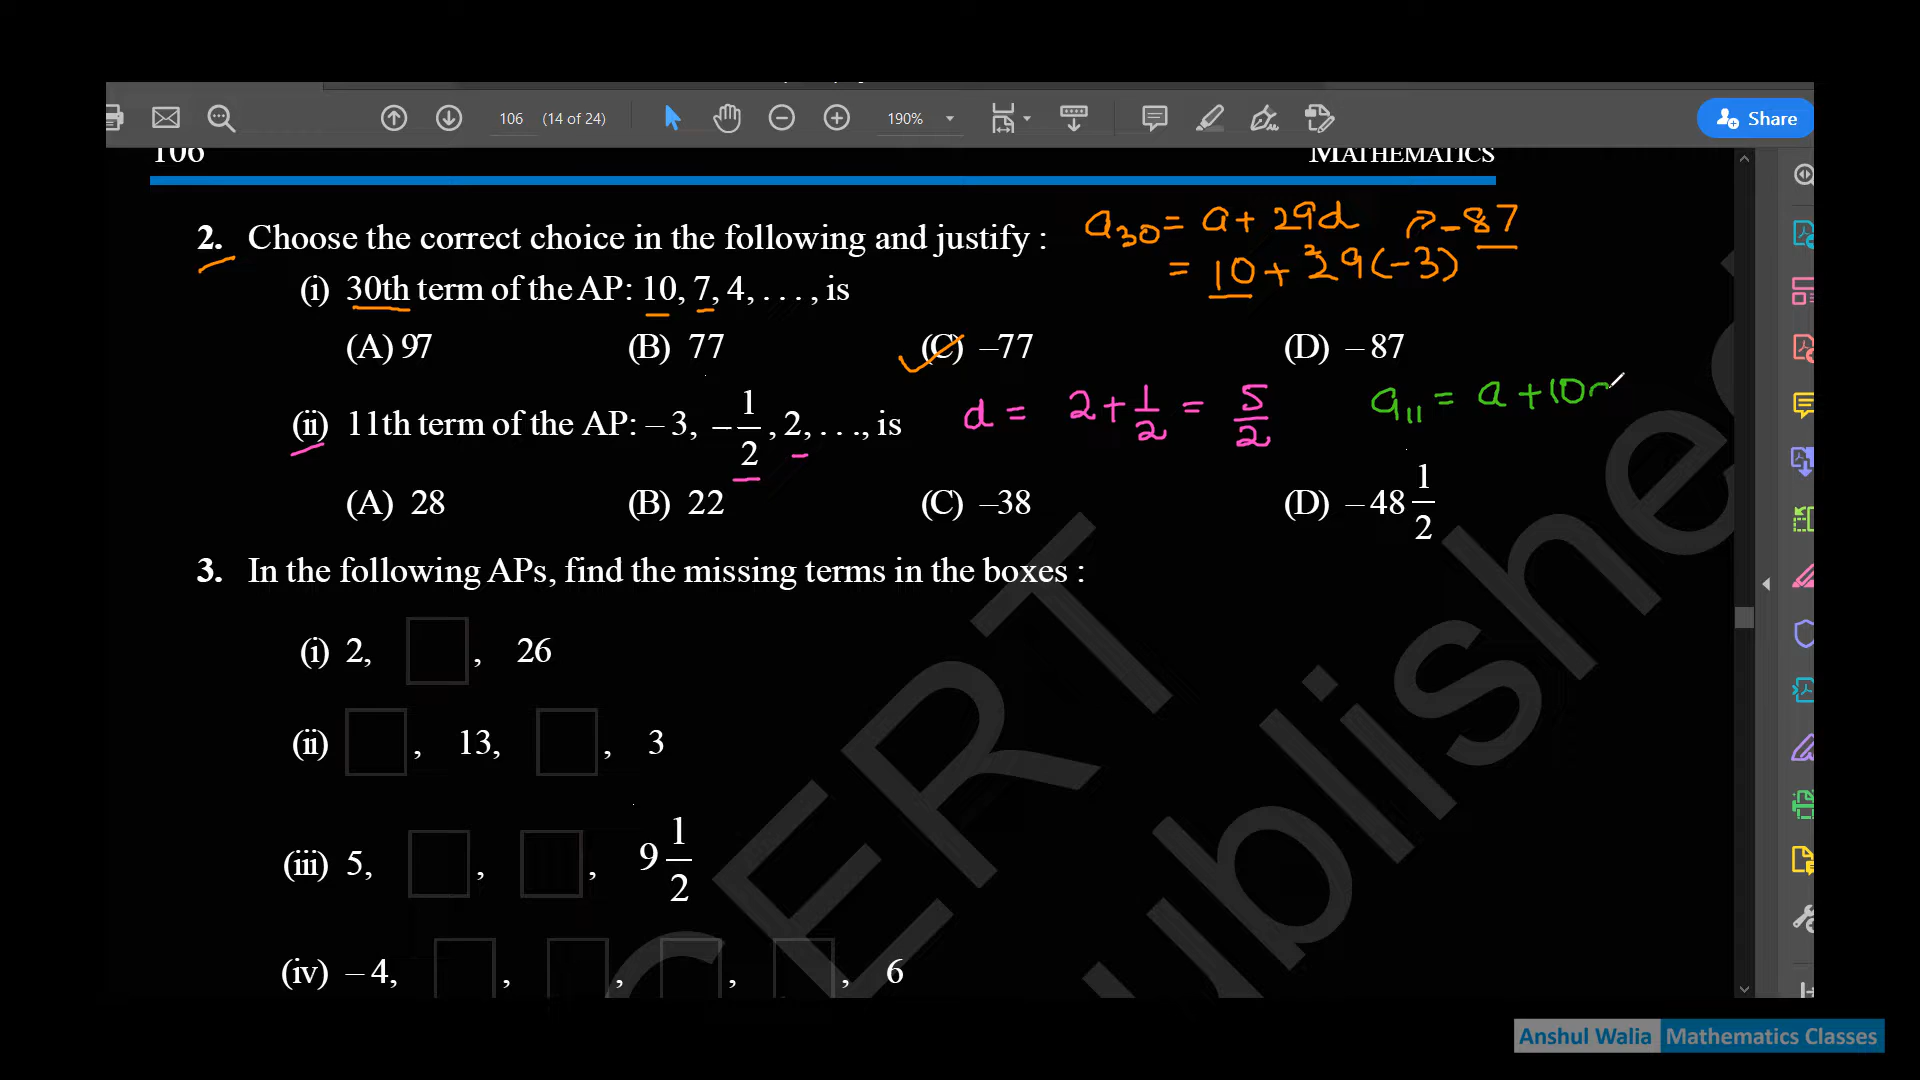 106 (14 of 24) 190% Share
106 MATHEMATICS
2. Choose the correct choice in the following and justify :
a₃₀ = a + 29d → -87
= 10 + 29(-3)
(i) 30th term of the AP: 10, 7, 4, . . . , is
(A) 97 (B) 77 (C) –77 (D) – 87
(ii) 11th term of the AP: – 3, –1/2, 2, . . ., is
d = 2 + 1/2 = 5/2
a₁₁ = a + 10
(A) 28 (B) 22 (C) –38 (D) – 48 1/2
3. In the following APs, find the missing terms in the boxes :
(i) 2, □, 26
(ii) □, 13, □, 3
(iii) 5, □, □, 9 1/2
(iv) – 4, □, □, □, □, 6
CERT
ublishe
Anshul Walia Mathematics Classes